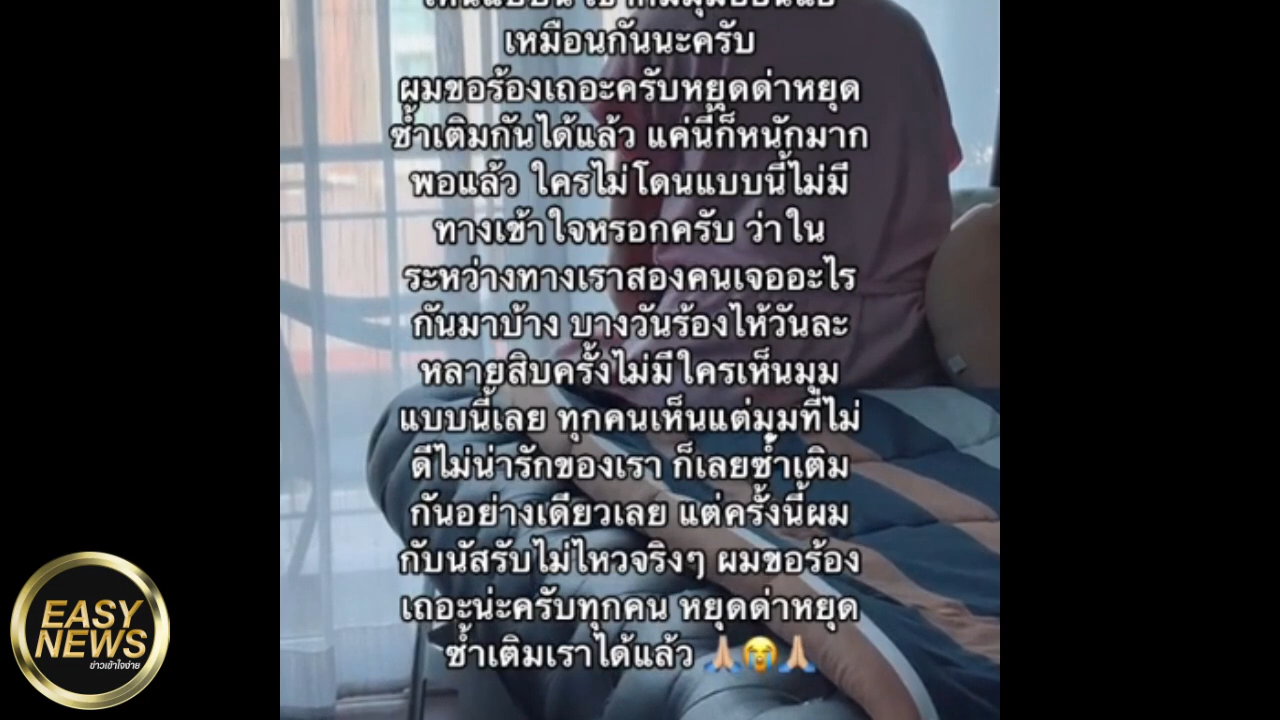 เหมือนกันนะครับ
ผมขอร้องเถอะครับหยุดด่าหยุด
ซ้ำเติมกันได้แล้ว แค่นี้ก็หนักมาก
พอแล้ว ใครไม่โดนแบบนี้ไม่มี
ทางเข้าใจหรอกครับ ว่าใน
ระหว่างทางเราสองคนเจออะไร
กันมาบ้าง บางวันร้องไห้วันละ
หลายสิบครั้งไม่มีใครเห็นมุม
แบบนี้เลย ทุกคนเห็นแต่มุมที่ไม่
ดีไม่น่ารักของเรา ก็เลยซ้ำเติม
กันอย่างเดียวเลย แต่ครั้งนี้ผม
กับนัสรับไม่ไหวจริงๆ ผมขอร้อง
เถอะน่ะครับทุกคน หยุดด่าหยุด
ซ้ำเติมเราได้แล้ว 🙏🏻😭🙏🏻
EASY
NEWS
ข่าวเข้าใจง่าย